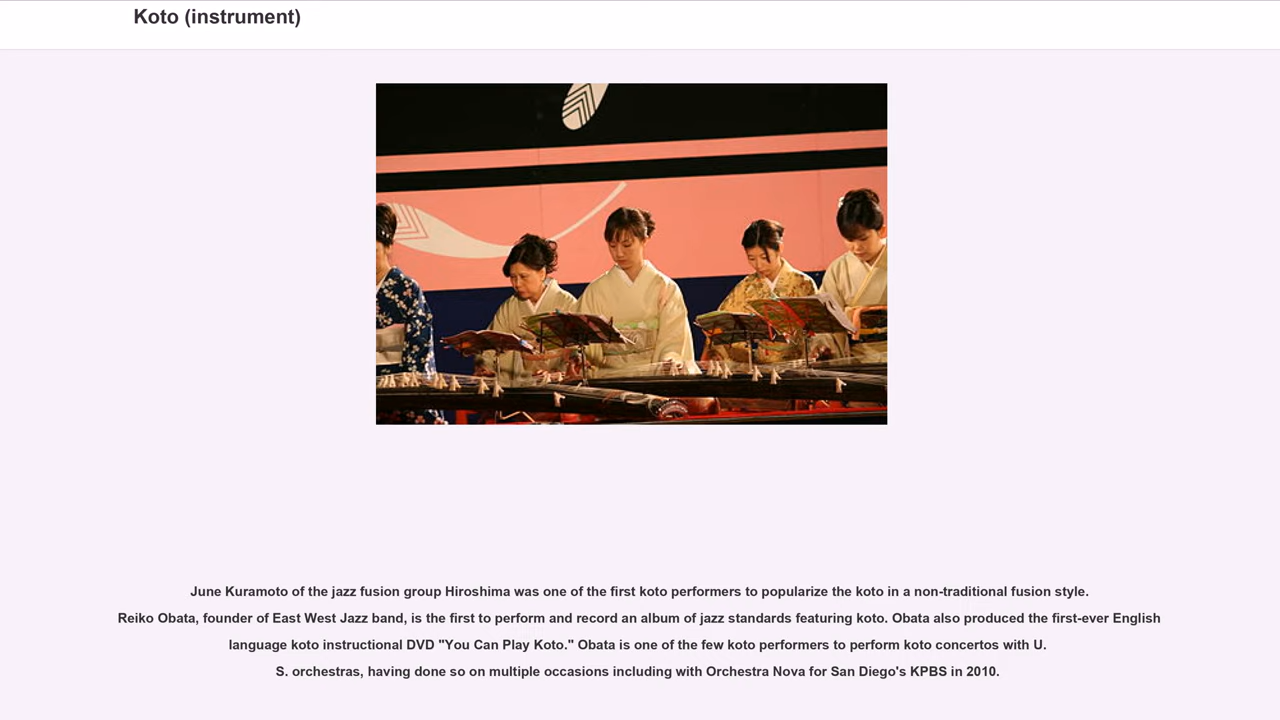 Koto (instrument)
June Kuramoto of the jazz fusion group Hiroshima was one of the first koto performers to popularize the koto in a non-traditional fusion style.
Reiko Obata, founder of East West Jazz band, is the first to perform and record an album of jazz standards featuring koto. Obata also produced the first-ever English
language koto instructional DVD "You Can Play Koto." Obata is one of the few koto performers to perform koto concertos with U.
S. orchestras, having done so on multiple occasions including with Orchestra Nova for San Diego's KPBS in 2010.